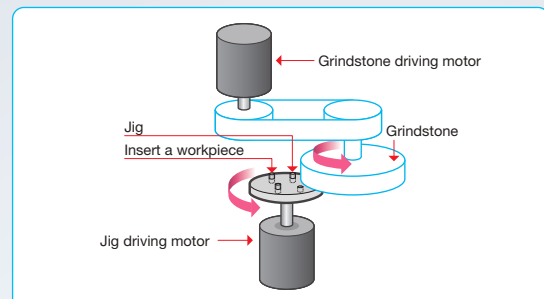 Grindstone driving motor
Jig
Grindstone
Insert a workpiece
Jig driving motor